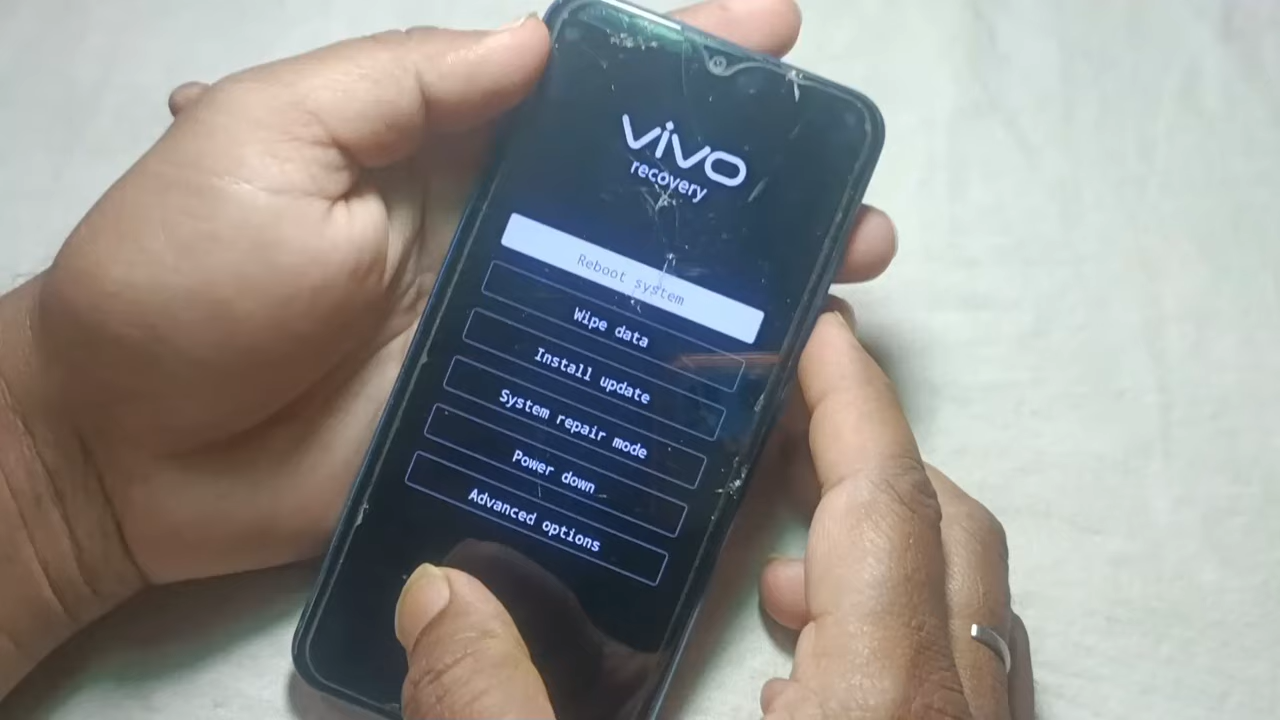 vivo
recovery
Reboot system
Wipe data
Install update
System repair mode
Power down
Advanced options